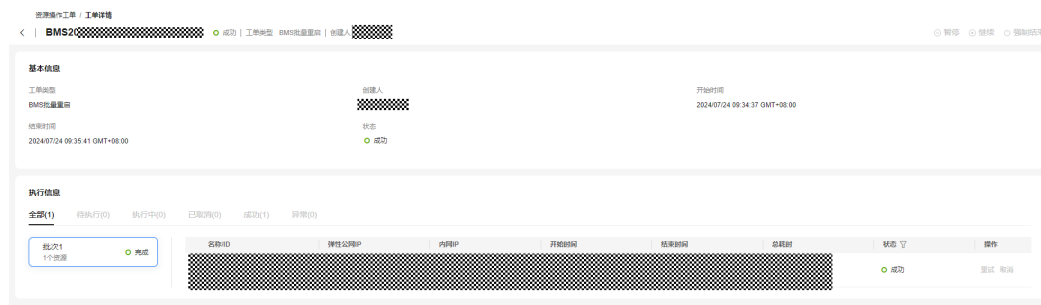 资源操作工单 / 工单详情
BMS20 成功 | 工单类型 BMS批量重启 | 创建人 暂停 继续 强制结束
基本信息
工单类型 创建人 开始时间
BMS批量重启 2024/07/24 09:34:37 GMT+08:00
结束时间 状态
2024/07/24 09:35:41 GMT+08:00 成功
执行信息
全部(1) 待执行(0) 执行中(0) 已取消(0) 成功(1) 异常(0)
批次1 完成
1个资源
名称/ID 弹性公网IP 内网IP 开始时间 结束时间 总耗时 状态 操作
成功 重试 取消